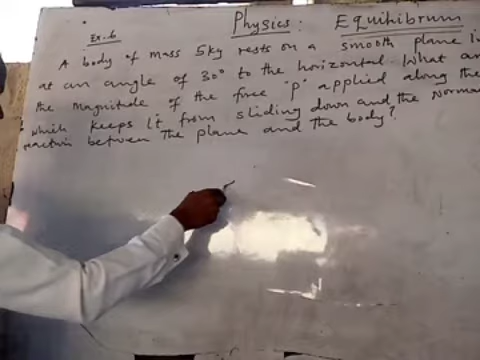 Physics: Equilibrum
Ex. 6
A body of mass 5kg rests on a smooth plane
at an angle of 30° to the horizontal. What
the magnitude of the force "p" applied along the
which keeps it from sliding down and the Normal
reaction between the plane and the body?